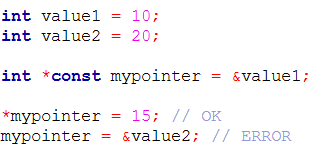 int value1 = 10;
int value2 = 20;
int *const mypointer = &value1;
*mypointer = 15; // OK
mypointer = &value2; // ERROR